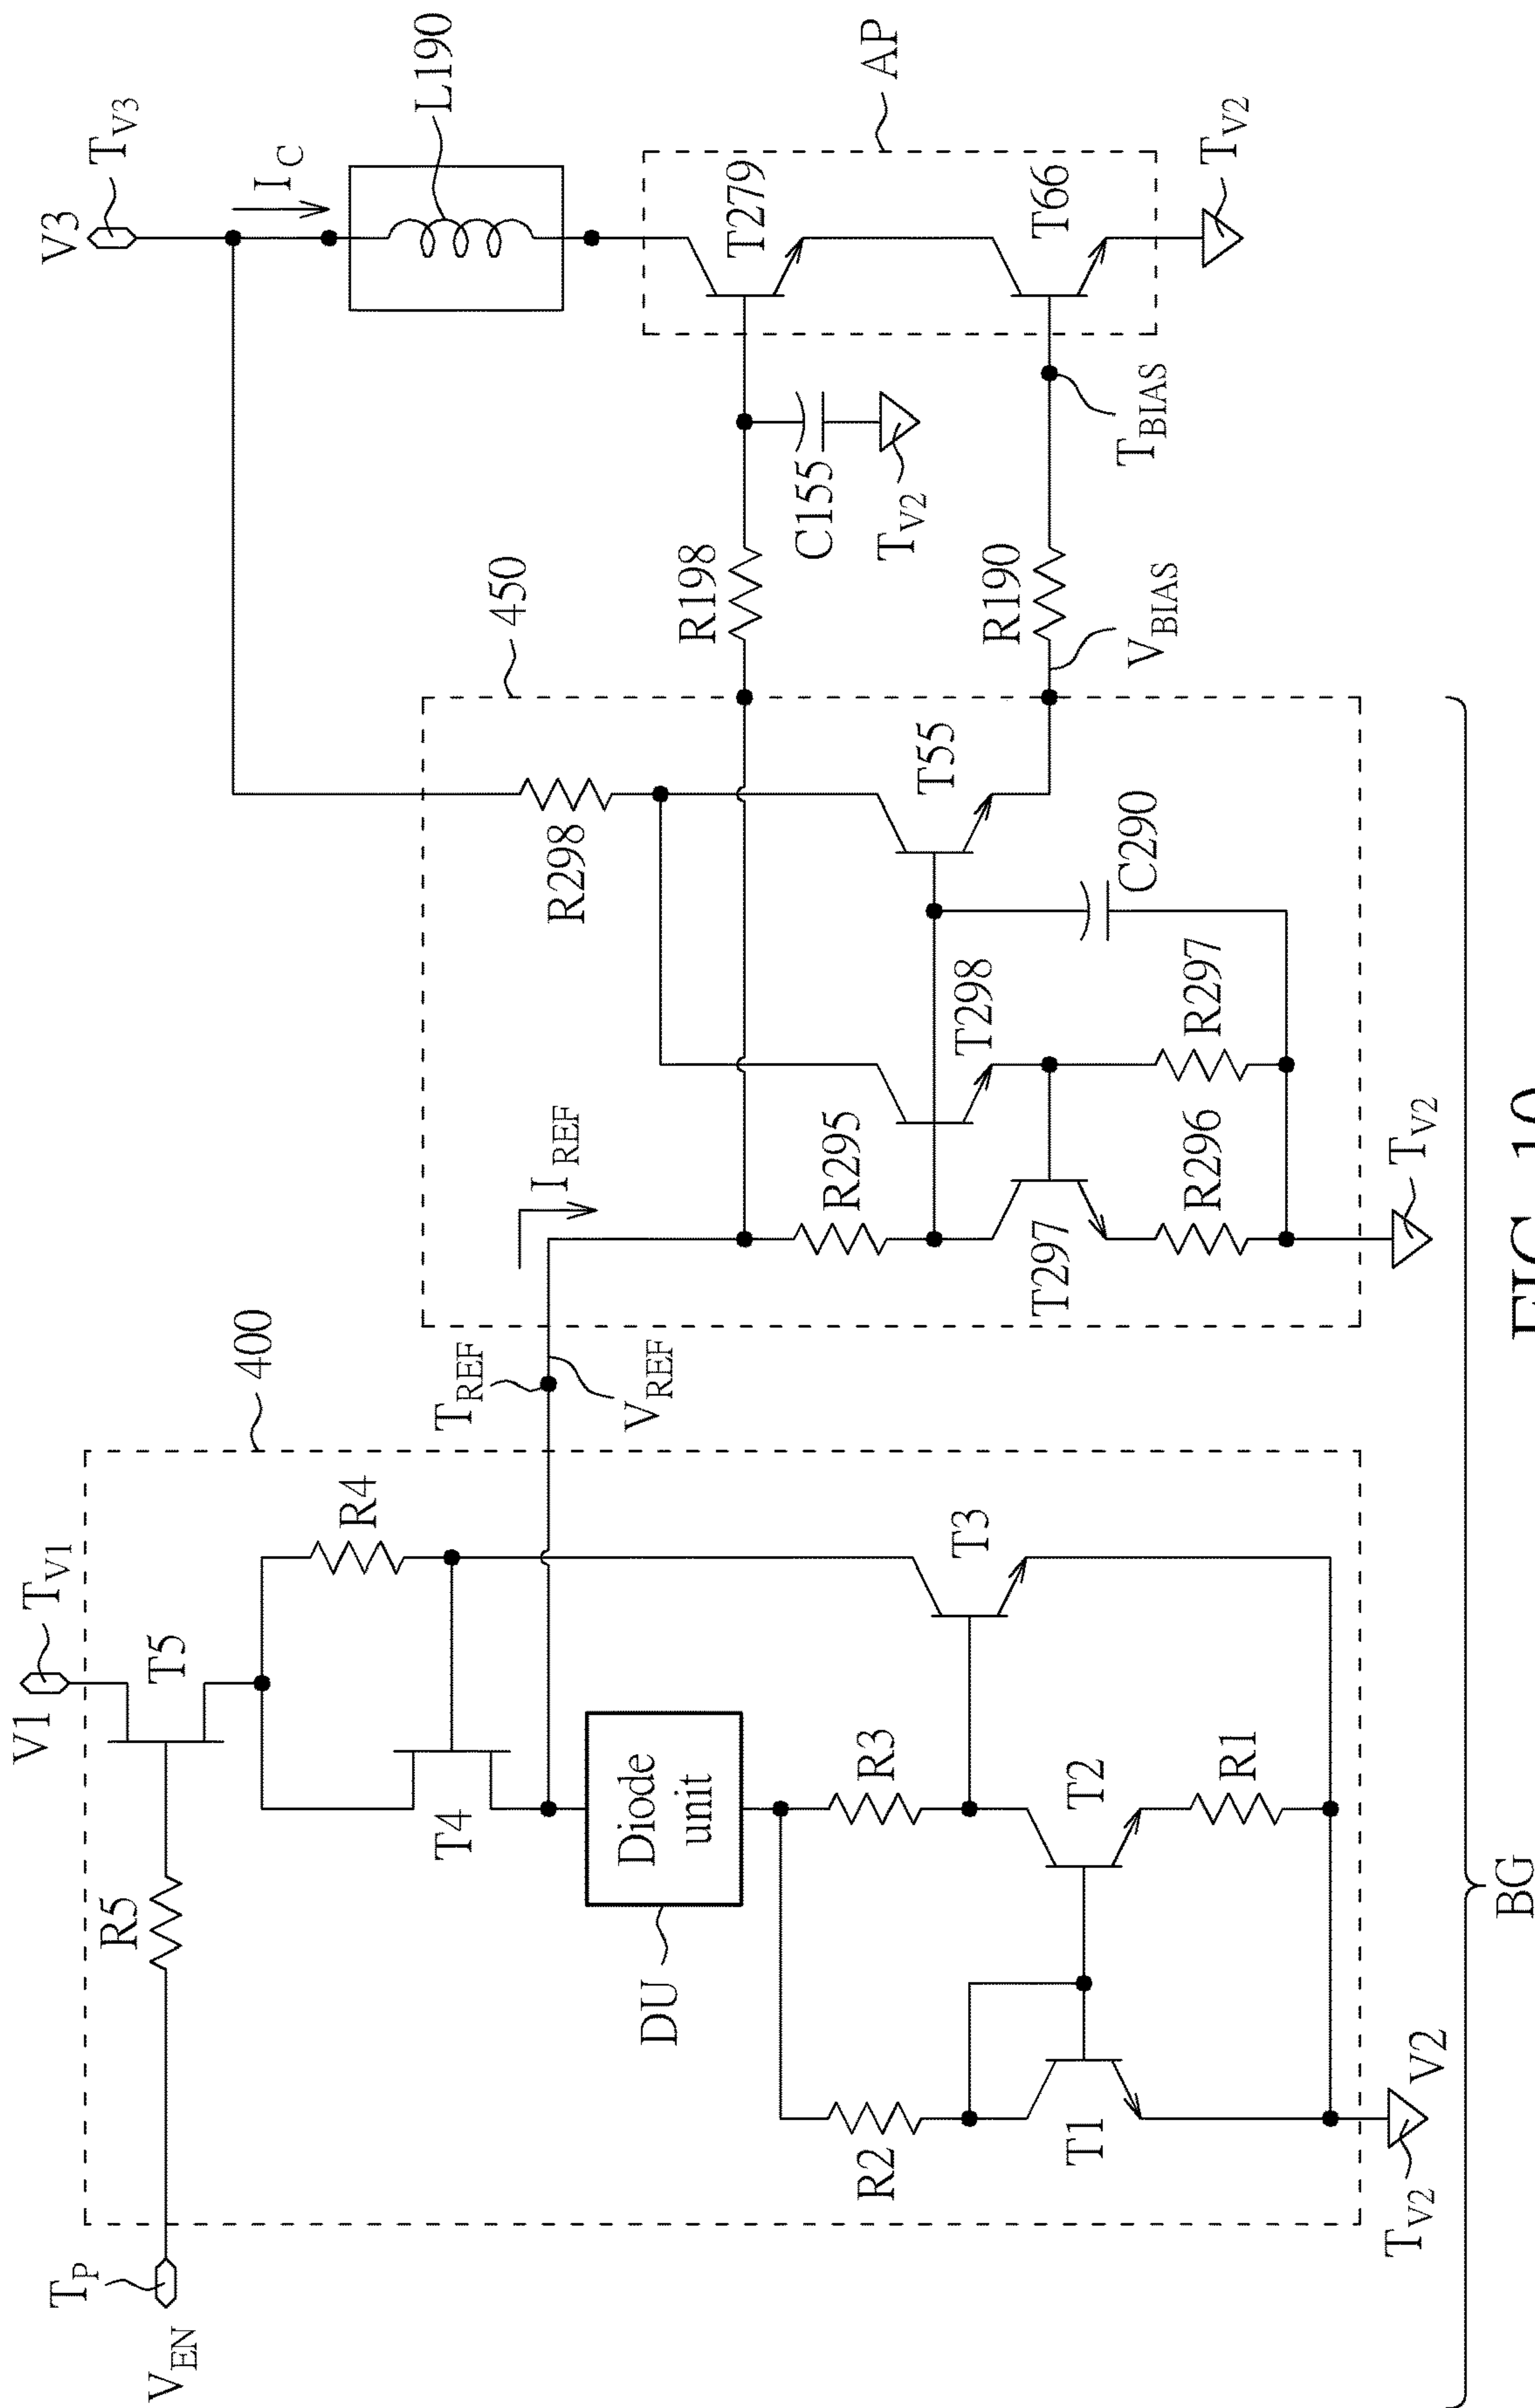 V1
T_V1
T_P
V_EN
R5
T5
400
R4
T4
T_REF
V_REF
I_REF
DU
Diode
unit
R3
R2
T3
T2
T1
R1
T_V2
V2
V3
T_V3
I_C
L190
450
R298
R198
AP
T279
C155
T_V2
R295
T55
T298
R190
T66
T_BIAS
V_BIAS
C290
T297
R297
R296
T_V2
T_V2
BG